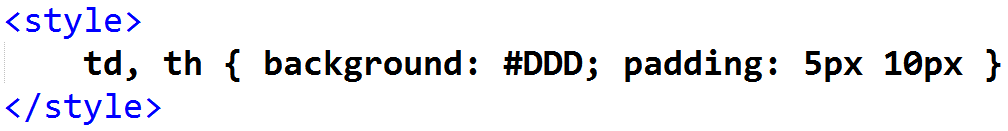 <style>
    td, th { background: #DDD; padding: 5px 10px }
</style>